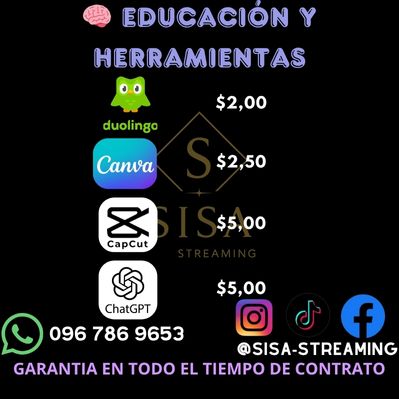 🧠 EDUCACIÓN Y
HERRAMIENTAS
duolingo
$2,00
Canva
$2,50
S
CapCut
$5,00
SISA
STREAMING
ChatGPT
$5,00
096 786 9653
@SISA-STREAMING
GARANTIA EN TODO EL TIEMPO DE CONTRATO